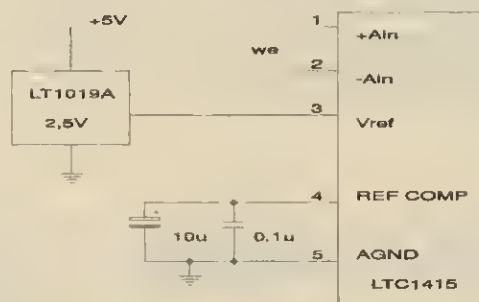 +5V
LT1019A
2,5V
we
1
+Ain
2
-Ain
3
Vref
4
REF COMP
10u
0.1u
5
AGND
LTC1415